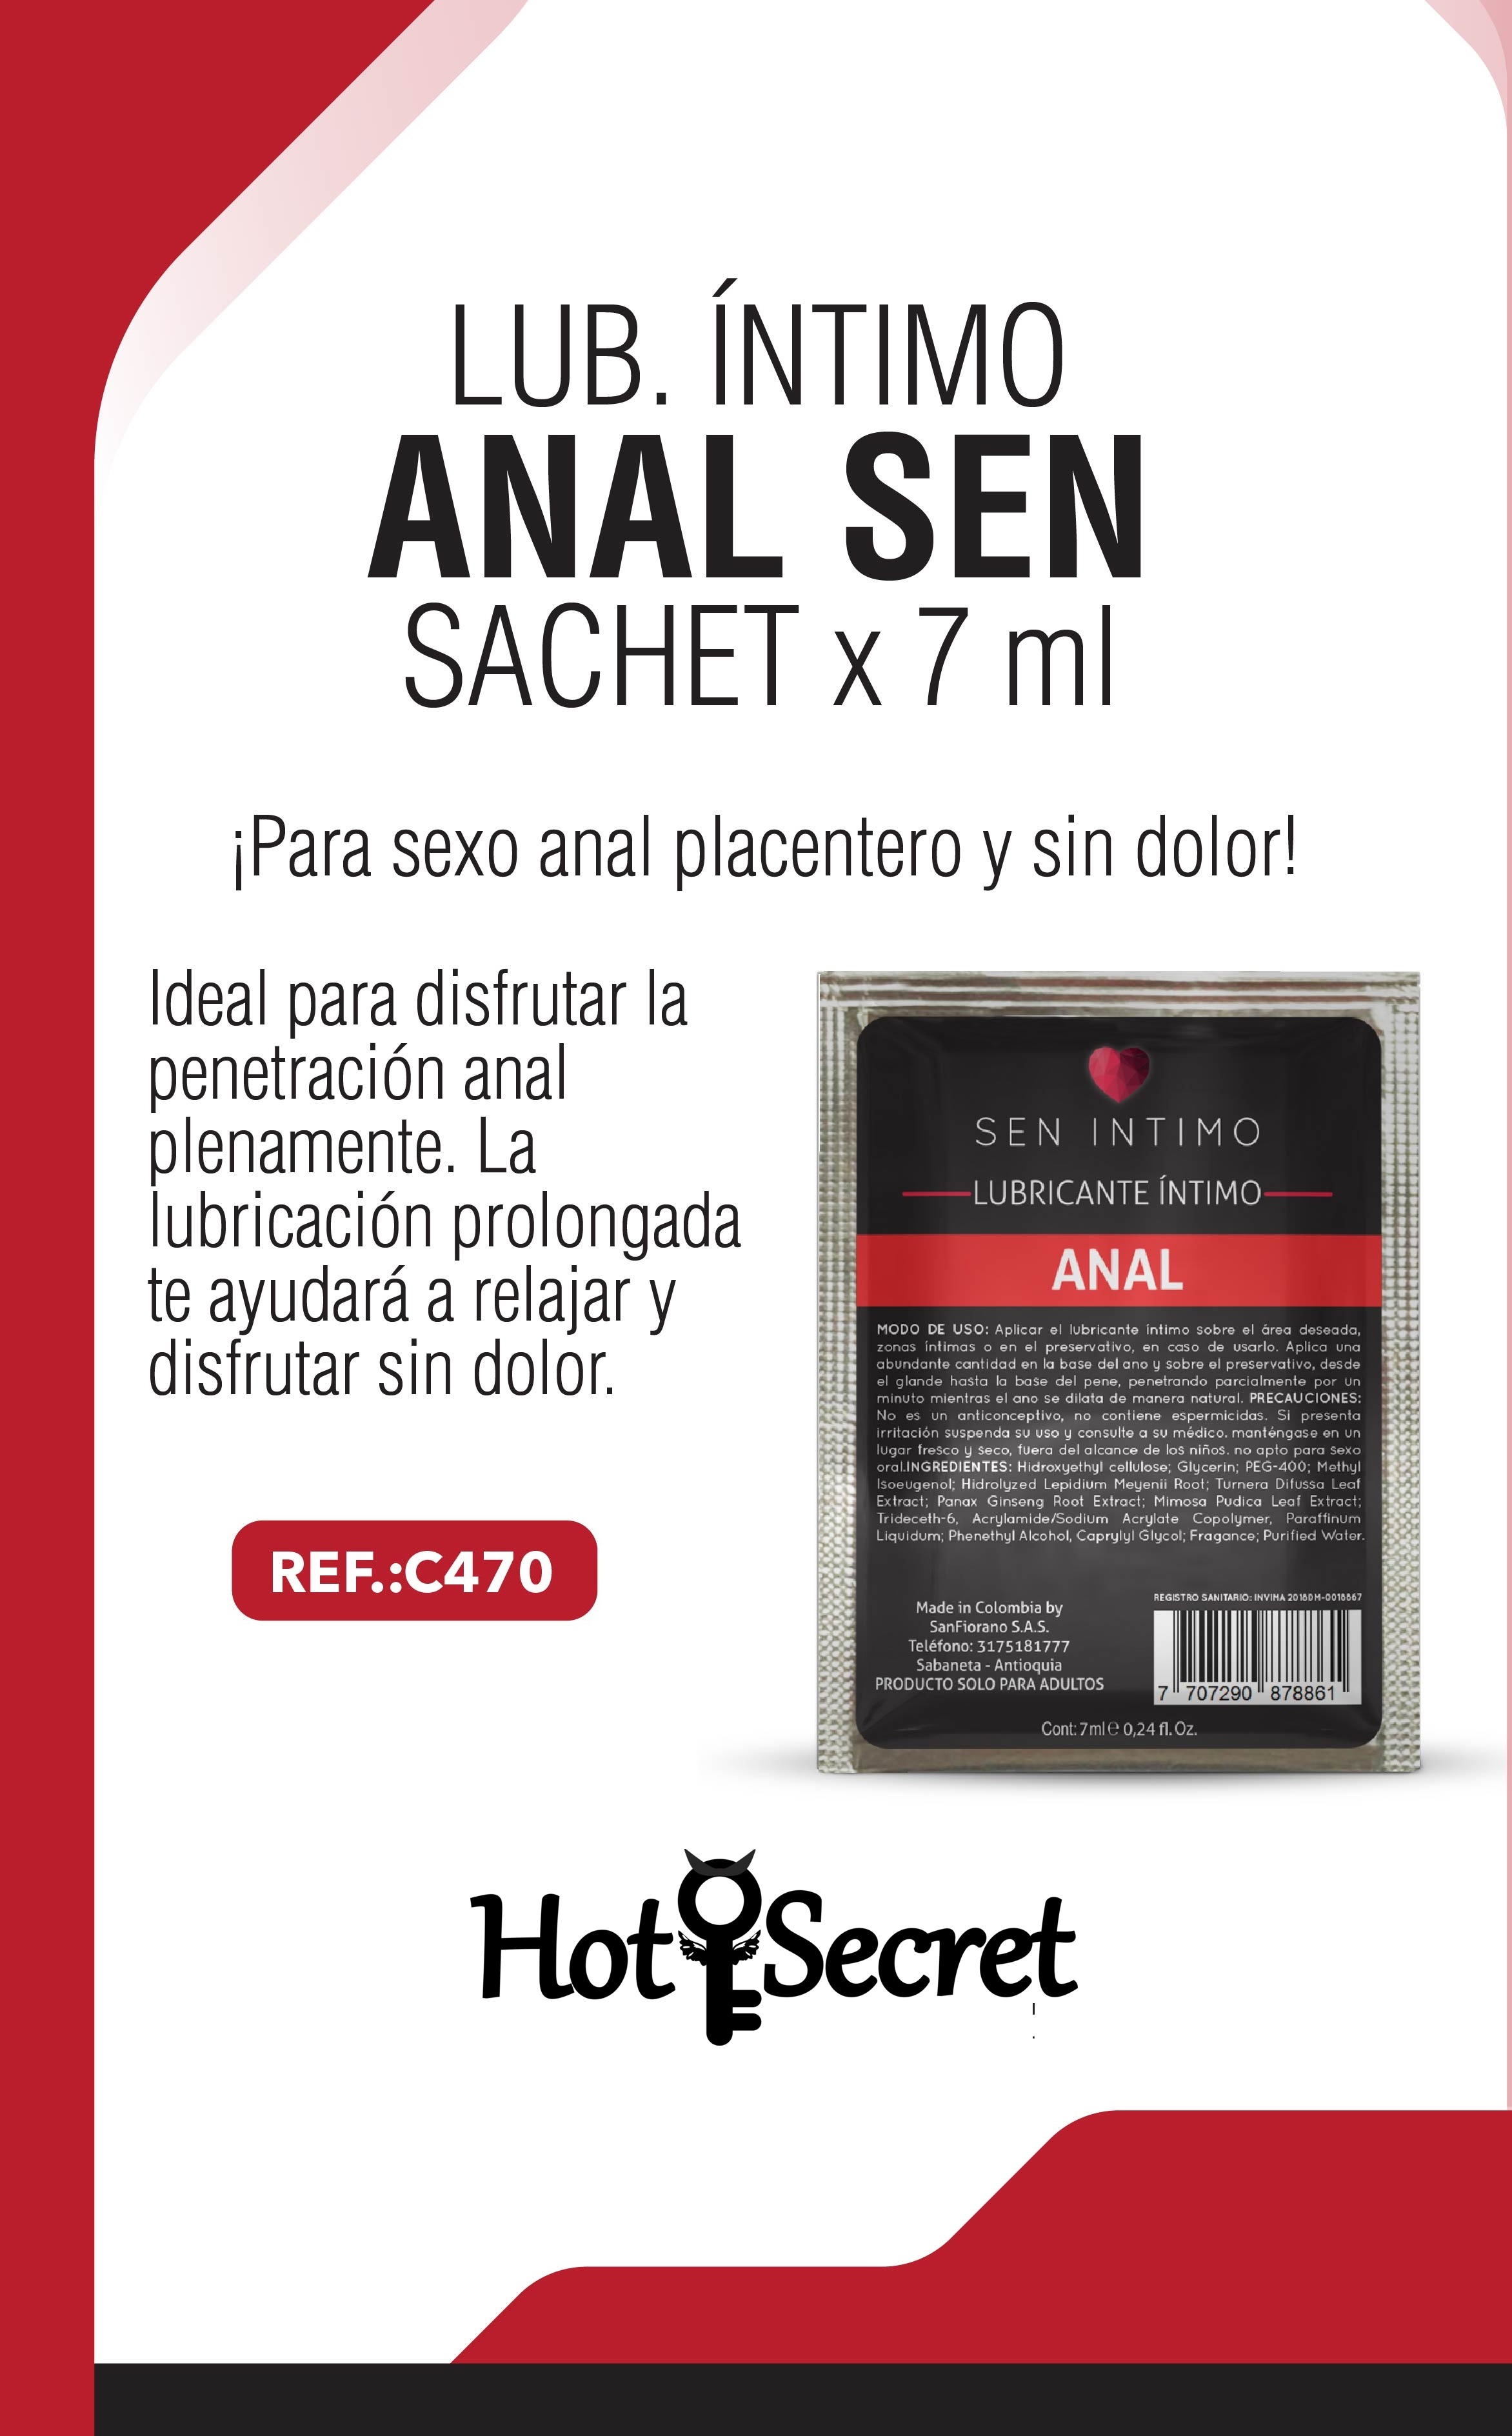 LUB. ÍNTIMO
ANAL SEN
SACHET x 7 ml
¡Para sexo anal placentero y sin dolor!
Ideal para disfrutar la
penetración anal
plenamente. La
lubricación prolongada
te ayudará a relajar y
disfrutar sin dolor.
REF.:C470
SEN INTIMO
LUBRICANTE ÍNTIMO
ANAL
MODO DE USO: Aplicar el lubricante íntimo sobre el área deseada,
zonas íntimas o en el preservativo, en caso de usarlo. Aplica una
abundante cantidad en la base del ano y sobre el preservativo, desde
el glande hasta la base del pene, penetrando parcialmente por un
minuto mientras el ano se dilata de manera natural. PRECAUCIONES:
No es un anticonceptivo, no contiene espermicidas. Si presenta
irritación suspenda su uso y consulte a su médico. manténgase en un
lugar fresco y seco, fuera del alcance de los niños. no apto para sexo
oral.INGREDIENTES: Hidroxyethyl cellulose; Glycerin; PEG-400; Methyl
Isoeugenol; Hidrolyzed Lepidium Meyenii Root; Turnera Difussa Leaf
Extract; Panax Ginseng Root Extract; Mimosa Pudica Leaf Extract;
Trideceth-6, Acrylamide/Sodium Acrylate Copolymer, Paraffinum
Liquidum; Phenethyl Alcohol, Caprylyl Glycol; Fragance; Purified Water.
Made in Colombia by
SanFiorano S.A.S.
Teléfono: 3175181777
Sabaneta - Antioquia
PRODUCTO SOLO PARA ADULTOS
REGISTRO SANITARIO: INVIMA 2018DM-0018867
7 707290 878861
Cont: 7ml ℮ 0,24 fl. Oz.
Hot Secret